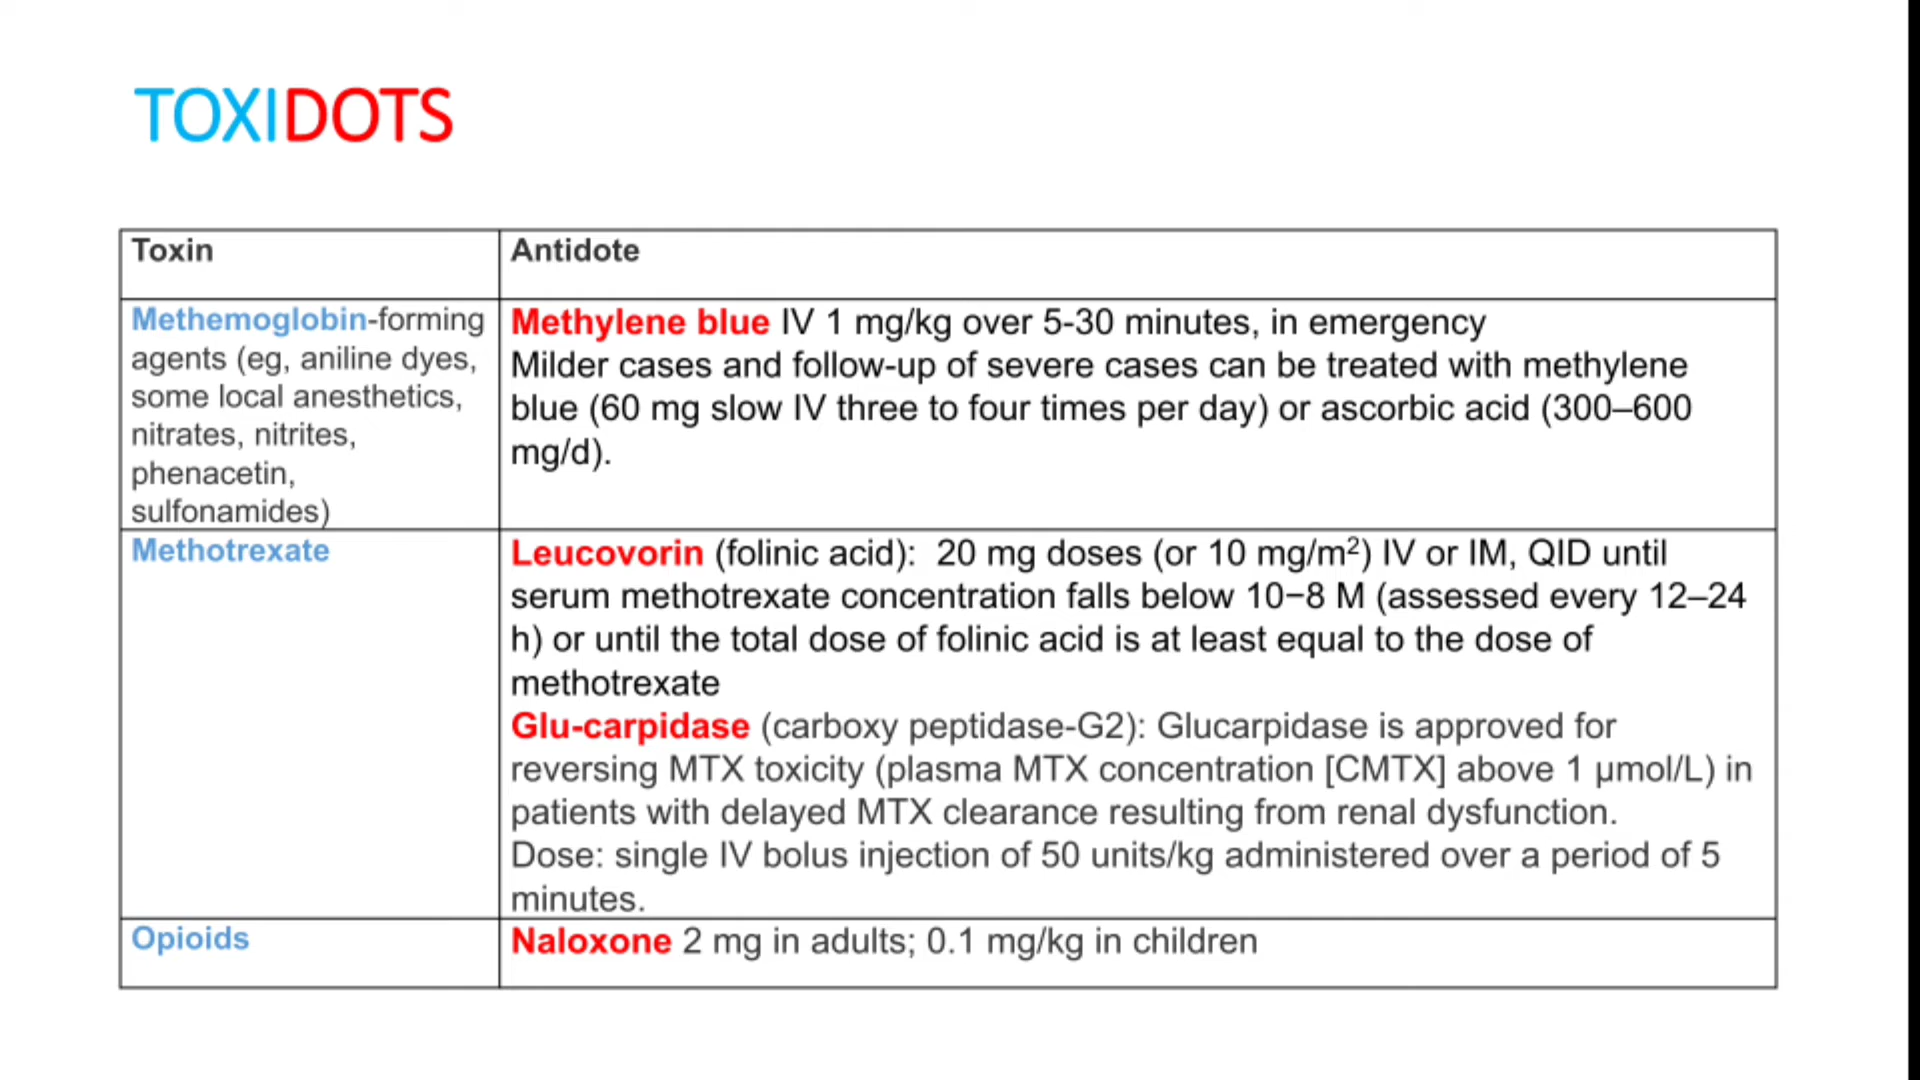 TOXIDOTS
Toxin
Antidote
Methemoglobin-forming
agents (eg, aniline dyes,
some local anesthetics,
nitrates, nitrites,
phenacetin,
sulfonamides)
Methylene blue IV 1 mg/kg over 5-30 minutes, in emergency
Milder cases and follow-up of severe cases can be treated with methylene
blue (60 mg slow IV three to four times per day) or ascorbic acid (300–600
mg/d).
Methotrexate
Leucovorin (folinic acid):  20 mg doses (or 10 mg/m²) IV or IM, QID until
serum methotrexate concentration falls below 10−8 M (assessed every 12–24
h) or until the total dose of folinic acid is at least equal to the dose of
methotrexate
Glu-carpidase (carboxy peptidase-G2): Glucarpidase is approved for
reversing MTX toxicity (plasma MTX concentration [CMTX] above 1 μmol/L) in
patients with delayed MTX clearance resulting from renal dysfunction.
Dose: single IV bolus injection of 50 units/kg administered over a period of 5
minutes.
Opioids
Naloxone 2 mg in adults; 0.1 mg/kg in children